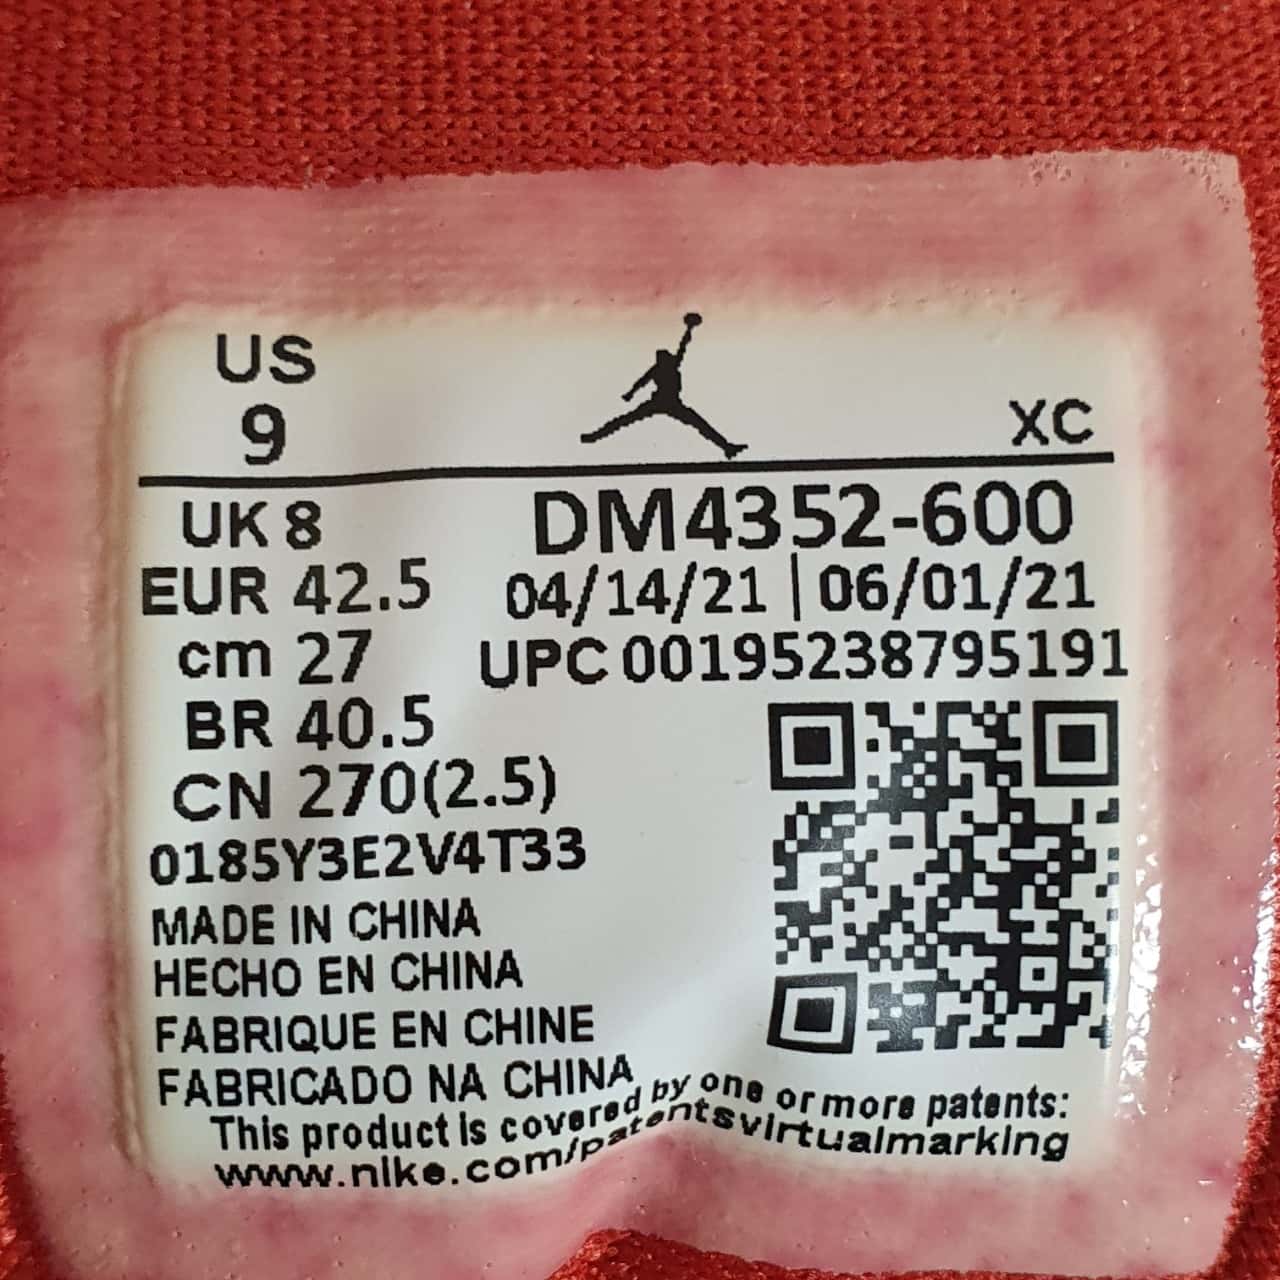 US
9
XC
UK 8
DM4352-600
EUR 42.5
04/14/21 | 06/01/21
cm 27
UPC 00195238795191
BR 40.5
CN 270(2.5)
0185Y3E2V4T33
MADE IN CHINA
HECHO EN CHINA
FABRIQUE EN CHINE
FABRICADO NA CHINA
This product is covered by one or more patents:
www.nike.com/patentsvirtualmarking